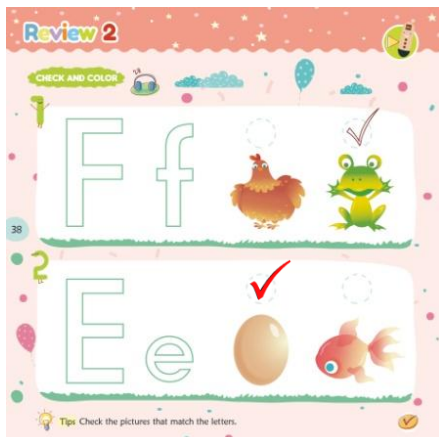 Review 2
CHECK AND COLOR
1
F f
38
2
E e
Tips Check the pictures that match the letters.